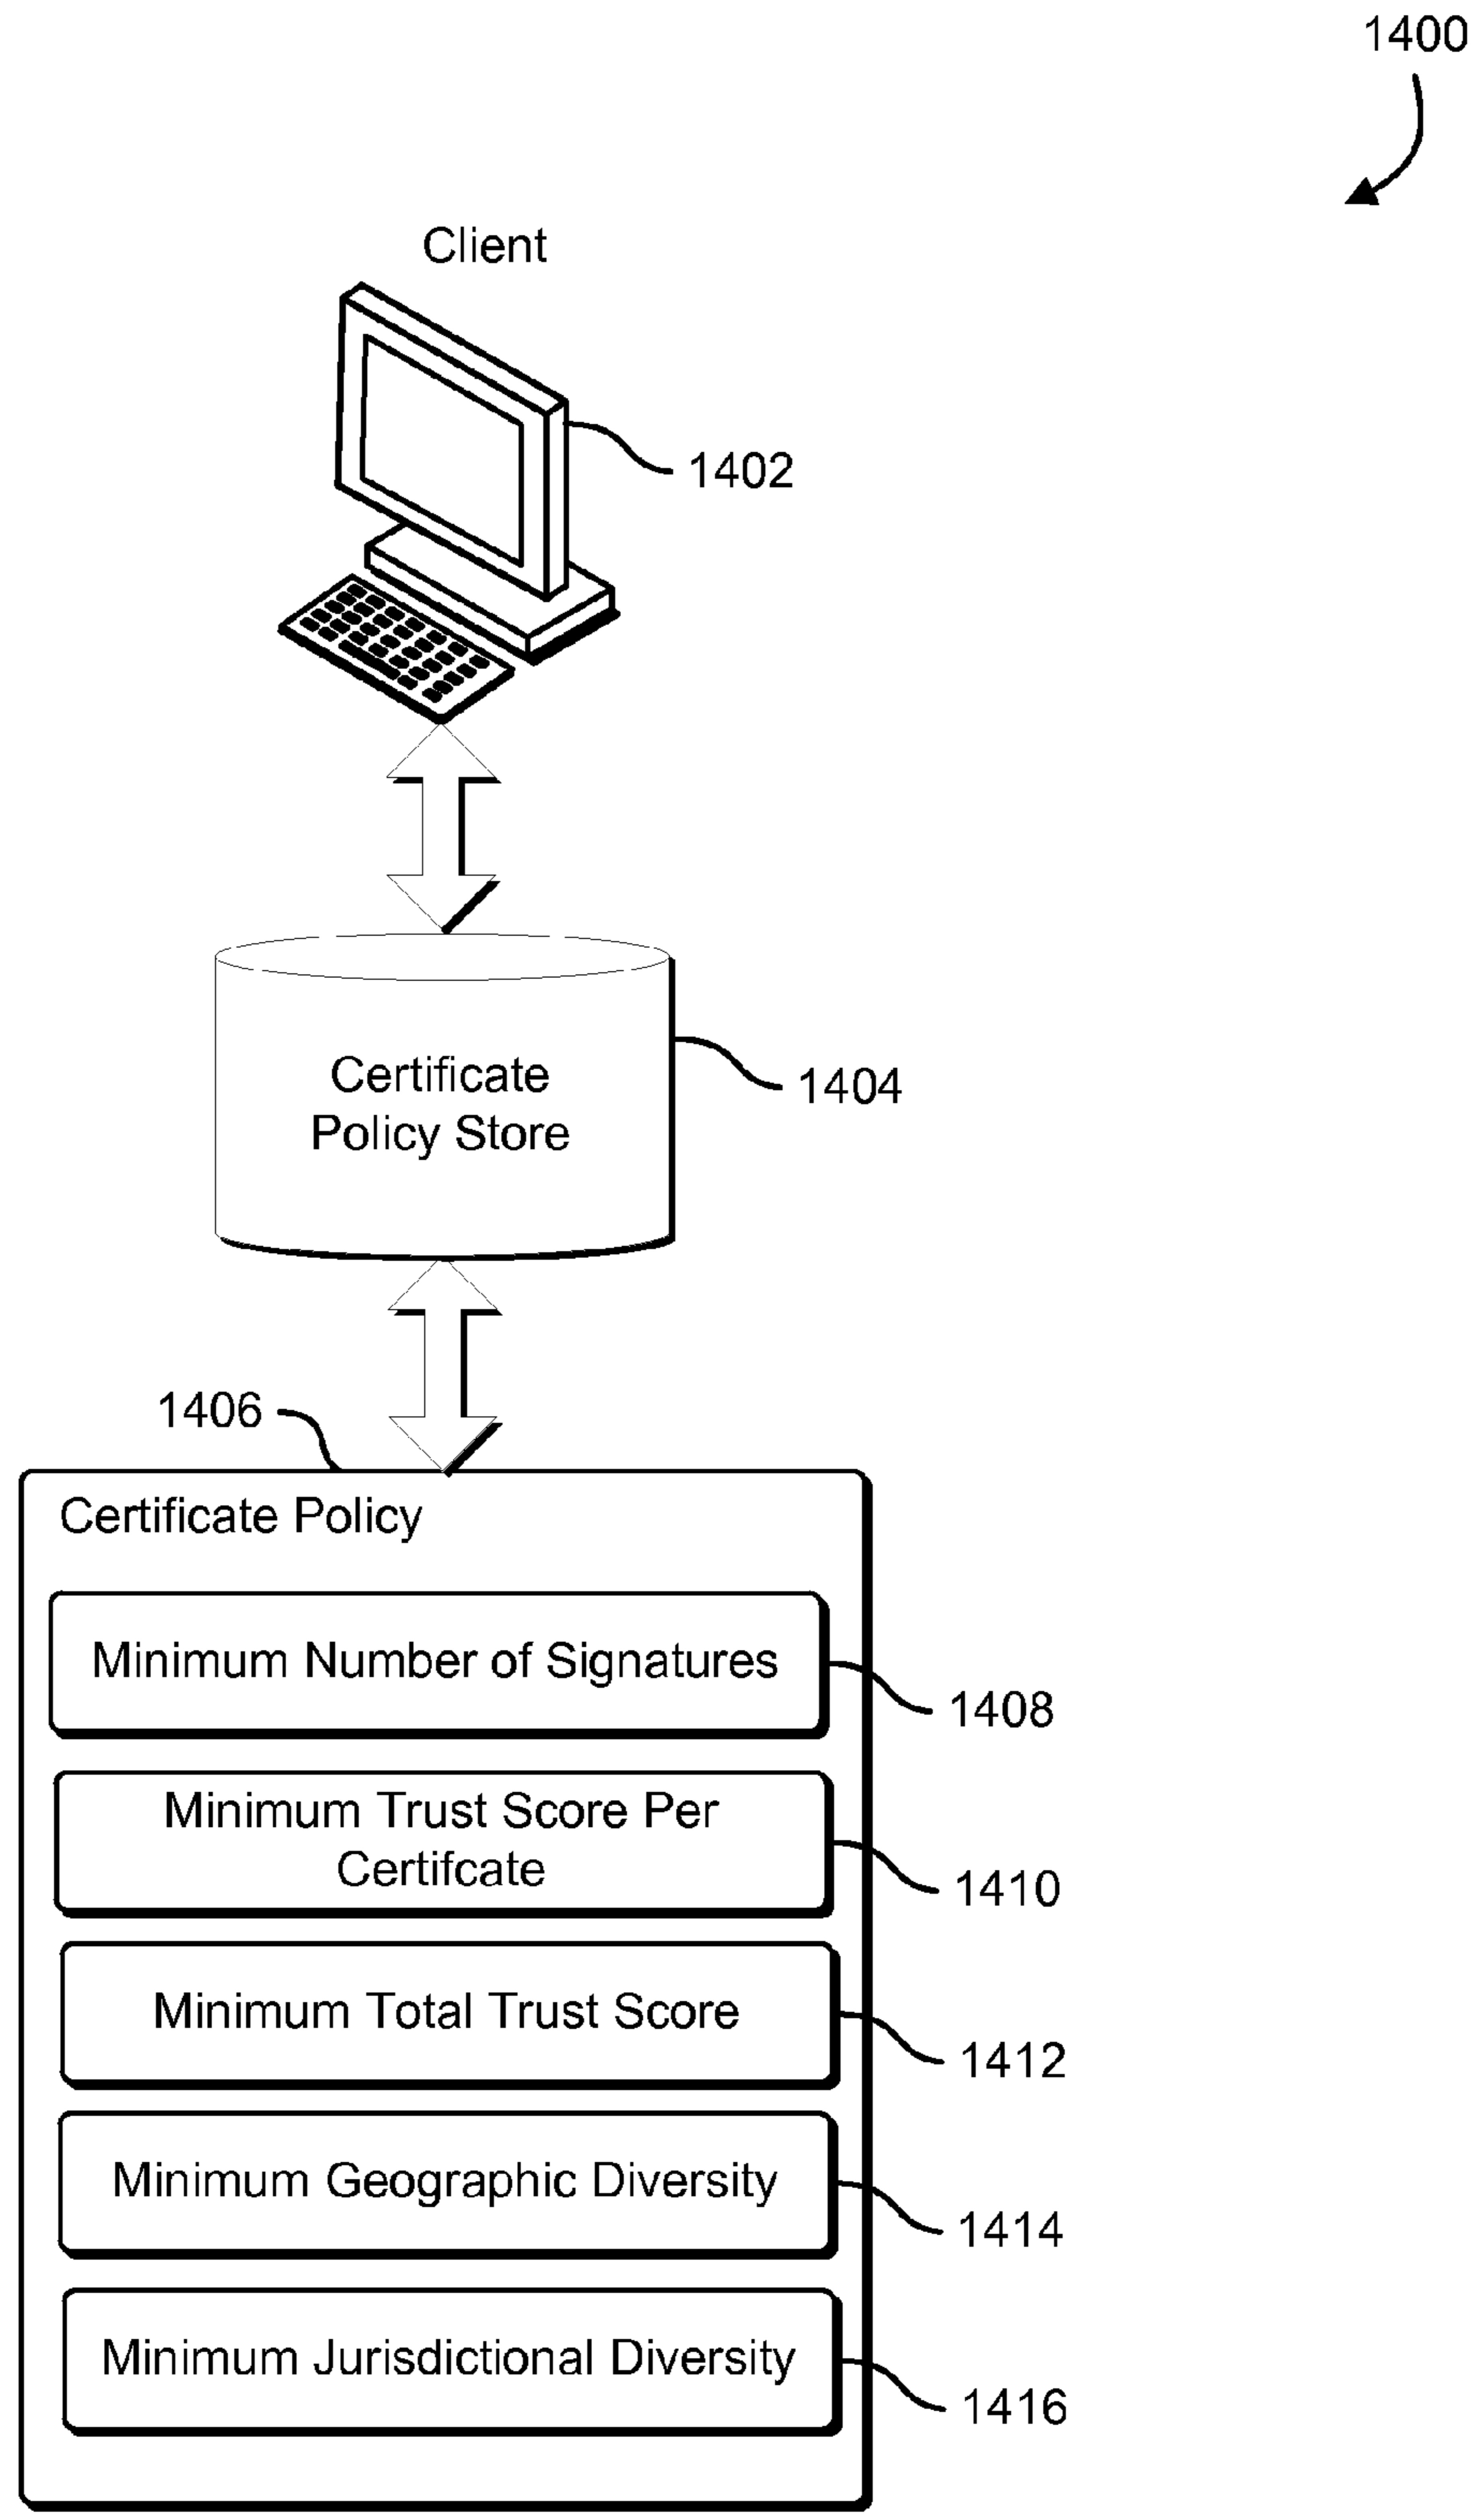 1400
Client
1402
Certificate
Policy Store
1404
1406
Certificate Policy
Minimum Number of Signatures
1408
Minimum Trust Score Per
Certifcate
1410
Minimum Total Trust Score
1412
Minimum Geographic Diversity
1414
Minimum Jurisdictional Diversity
1416